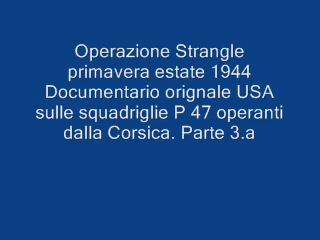 Operazione Strangle
primavera estate 1944
Documentario orignale USA
sulle squadriglie P 47 operanti
dalla Corsica. Parte 3.a